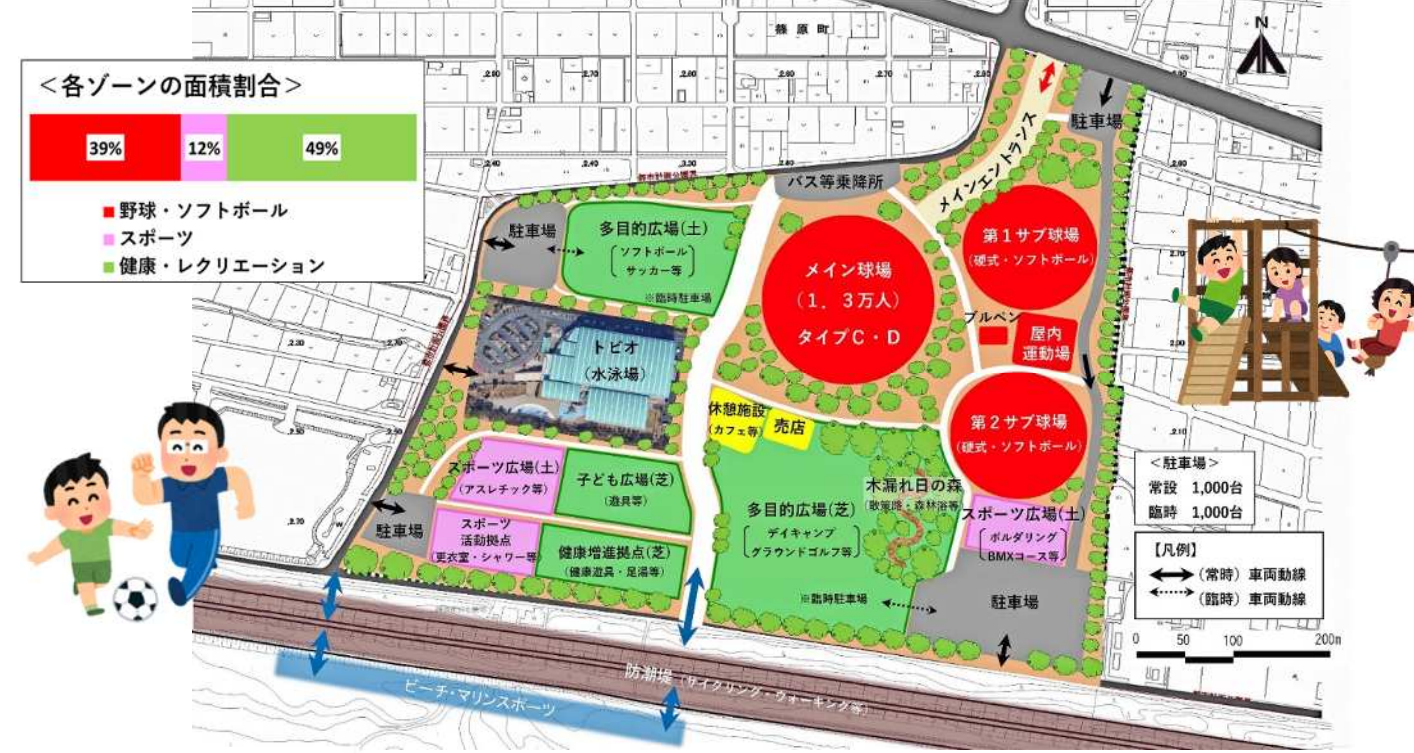 <各ゾーンの面積割合>
39%
12%
49%
野球・ソフトボール
スポーツ
健康・レクリエーション
篠原町
N
駐車場
メインエントランス
バス等乗降所
駐車場
多目的広場(土)
ソフトボール
サッカー等
※臨時駐車場
メイン球場
(1.3万人)
タイプC・D
第1サブ球場
(硬式・ソフトボール)
ブルペン
屋内
運動場
トビオ
(水泳場)
休憩施設
(カフェ等)
売店
第2サブ球場
(硬式・ソフトボール)
スポーツ広場(土)
(アスレチック等)
子ども広場(芝)
(遊具等)
多目的広場(芝)
デイキャンプ
グラウンドゴルフ等
木漏れ日の森
(散策路・森林浴等)
スポーツ広場(土)
ボルダリング
BMXコース等
駐車場
スポーツ
活動拠点
(更衣室・シャワー等)
健康増進拠点(芝)
(健康遊具・足湯等)
※臨時駐車場
駐車場
<駐車場>
常設 1,000台
臨時 1,000台
【凡例】
(常時)車両動線
(臨時)車両動線
0 50 100 200m
防潮堤(サイクリング・ウォーキング等)
ビーチ・マリンスポーツ